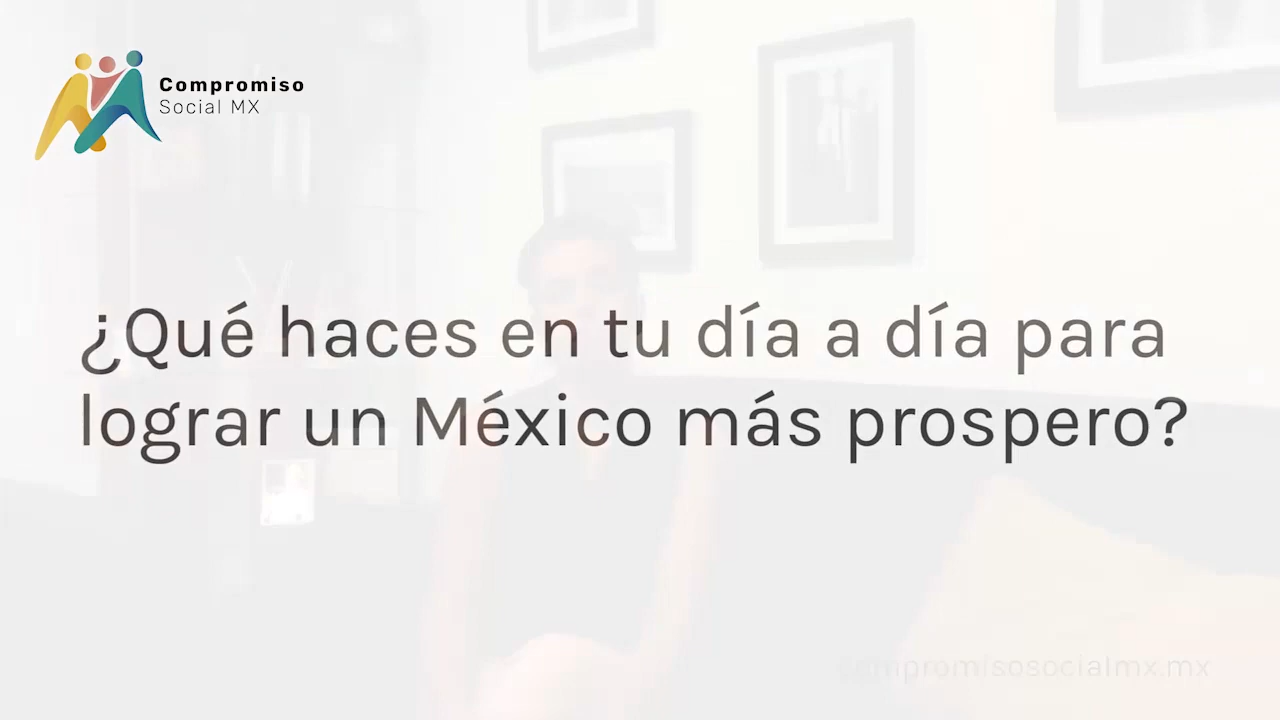 Compromiso
Social MX
¿Qué haces en tu día a día para
lograr un México más prospero?
compromisosocialmx.mx